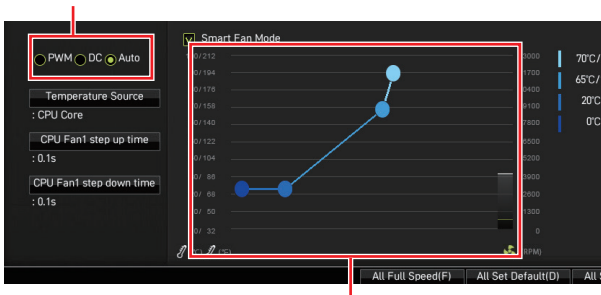 Smart Fan Mode
PWM DC Auto
Temperature Source
: CPU Core
CPU Fan1 step up time
: 0.1s
CPU Fan1 step down time
: 0.1s
0/212
0/194
0/176
0/158
0/140
0/122
0/104
0/ 86
0/ 68
0/ 50
0/ 32
(°F)
3000
1700
0400
9100
7800
6500
5200
3900
2600
1300
0
(RPM)
70°C/
65°C/
20°C
0°C
All Full Speed(F)
All Set Default(D)
All